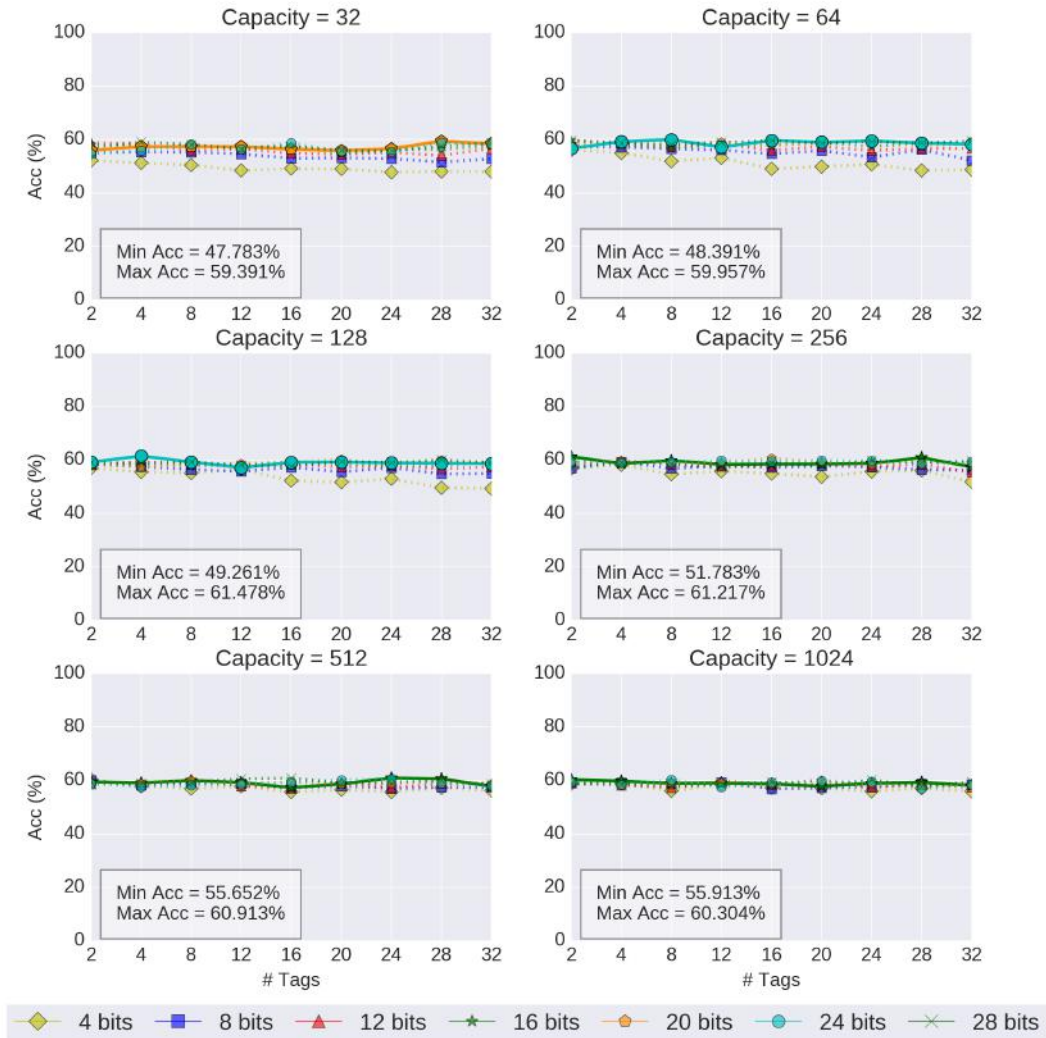 Capacity = 32
100
80
60
40
20
0
Acc (%)
Min Acc = 47.783%
Max Acc = 59.391%
2 4 8 12 16 20 24 28 32
Capacity = 64
100
80
60
40
20
0
Min Acc = 48.391%
Max Acc = 59.957%
2 4 8 12 16 20 24 28 32
Capacity = 128
100
80
60
40
20
0
Acc (%)
Min Acc = 49.261%
Max Acc = 61.478%
2 4 8 12 16 20 24 28 32
Capacity = 256
100
80
60
40
20
0
Min Acc = 51.783%
Max Acc = 61.217%
2 4 8 12 16 20 24 28 32
Capacity = 512
100
80
60
40
20
0
Acc (%)
Min Acc = 55.652%
Max Acc = 60.913%
2 4 8 12 16 20 24 28 32
# Tags
Capacity = 1024
100
80
60
40
20
0
Min Acc = 55.913%
Max Acc = 60.304%
2 4 8 12 16 20 24 28 32
# Tags
4 bits 8 bits 12 bits 16 bits 20 bits 24 bits 28 bits